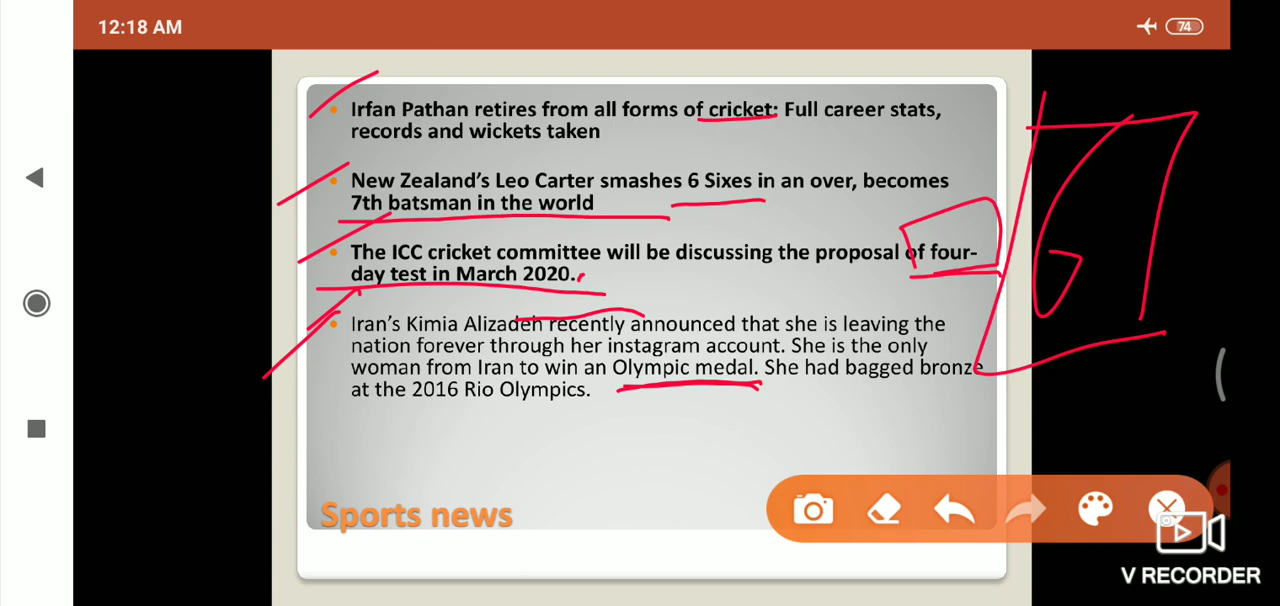 12:18 AM
74
Irfan Pathan retires from all forms of cricket: Full career stats,
records and wickets taken
New Zealand's Leo Carter smashes 6 Sixes in an over, becomes
7th batsman in the world
The ICC cricket committee will be discussing the proposal of four-
day test in March 2020.
Iran's Kimia Alizadeh recently announced that she is leaving the
nation forever through her instagram account. She is the only
woman from Iran to win an Olympic medal. She had bagged bronze
at the 2016 Rio Olympics.
Sports news
V RECORDER